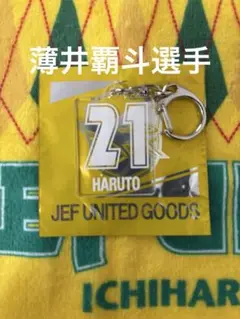 薄井覇斗選手
21
HARUTO
JEF UNITED GOODS
ICHIHAR